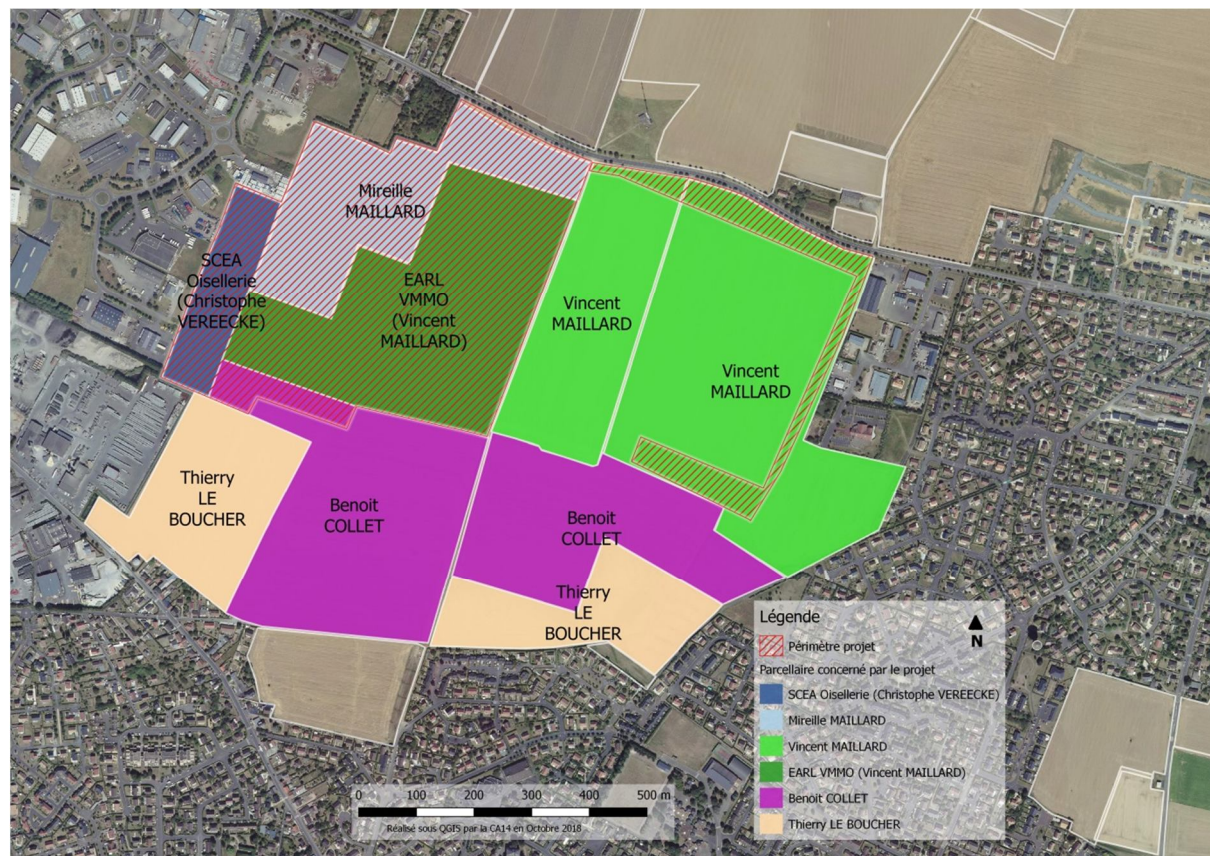 Mireille
MAILLARD
SCEA
Oisellerie
(Christophe
VEREECKE)
EARL
VMMO
(Vincent
MAILLARD)
Vincent
MAILLARD
Vincent
MAILLARD
Thierry
LE
BOUCHER
Benoit
COLLET
Benoit
COLLET
Thierry
LE
BOUCHER
Légende
N
Périmètre projet
Parcellaire concerné par le projet
SCEA Oisellerie (Christophe VEREECKE)
Mireille MAILLARD
Vincent MAILLARD
EARL VMMO (Vincent MAILLARD)
Benoit COLLET
Thierry LE BOUCHER
0 100 200 300 400 500 m
Réalisé sous QGIS par la CA14 en Octobre 2018